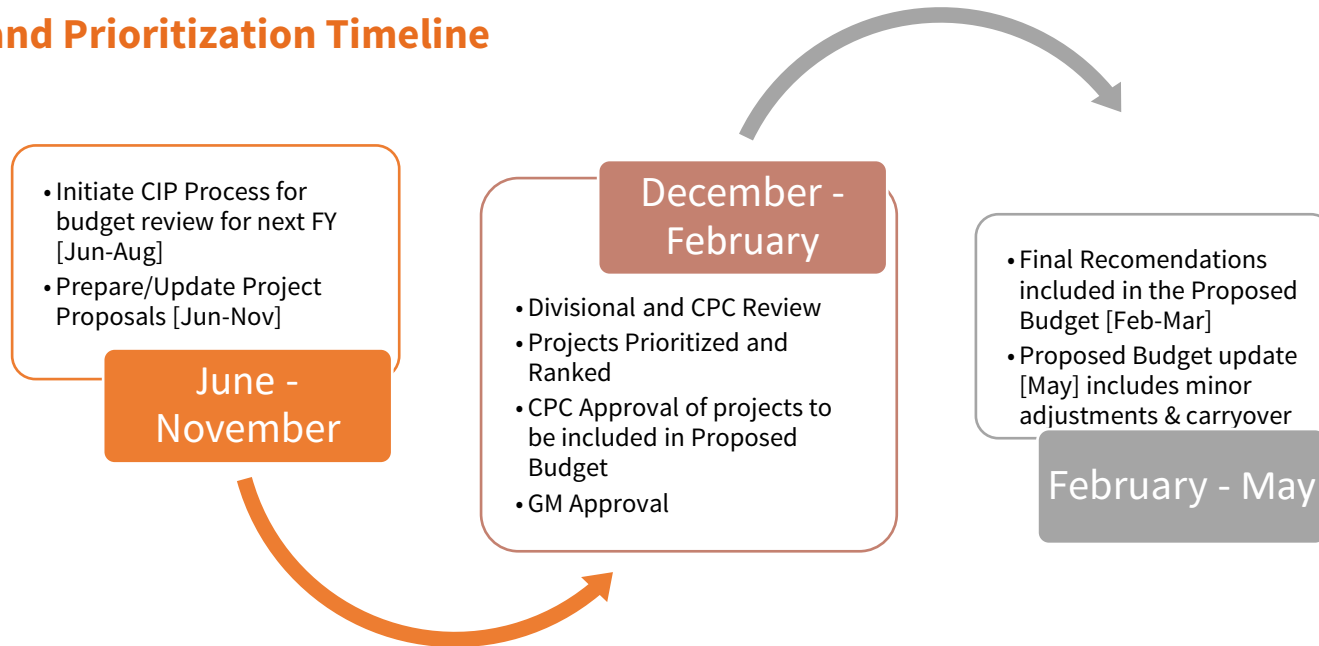 and Prioritization Timeline
• Initiate CIP Process for
budget review for next FY
[Jun-Aug]
• Prepare/Update Project
Proposals [Jun-Nov]
June -
November
December -
February
• Divisional and CPC Review
• Projects Prioritized and
Ranked
• CPC Approval of projects to
be included in Proposed
Budget
• GM Approval
• Final Recomendations
included in the Proposed
Budget [Feb-Mar]
• Proposed Budget update
[May] includes minor
adjustments & carryover
February - May